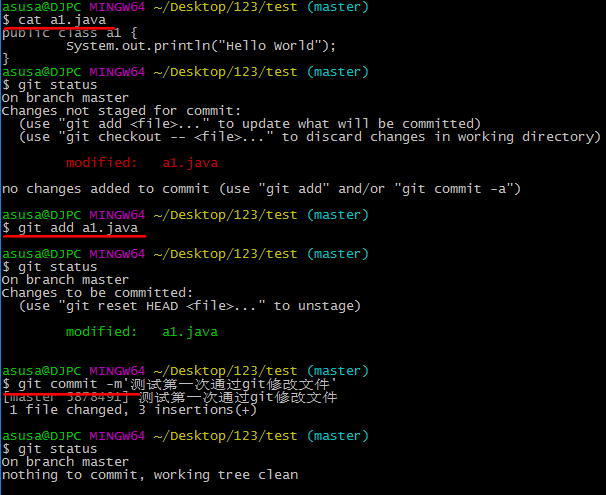 asusa@DJPC MINGW64 ~/Desktop/123/test (master)
$ cat a1.java
public class a1 {
        System.out.println("Hello World");
}
asusa@DJPC MINGW64 ~/Desktop/123/test (master)
$ git status
On branch master
Changes not staged for commit:
  (use "git add <file>..." to update what will be committed)
  (use "git checkout -- <file>..." to discard changes in working directory)
        modified:   a1.java
no changes added to commit (use "git add" and/or "git commit -a")
asusa@DJPC MINGW64 ~/Desktop/123/test (master)
$ git add a1.java
asusa@DJPC MINGW64 ~/Desktop/123/test (master)
$ git status
On branch master
Changes to be committed:
  (use "git reset HEAD <file>..." to unstage)
        modified:   a1.java
asusa@DJPC MINGW64 ~/Desktop/123/test (master)
$ git commit -m'测试第一次通过git修改文件'
[master 5878491] 测试第一次通过git修改文件
 1 file changed, 3 insertions(+)
asusa@DJPC MINGW64 ~/Desktop/123/test (master)
$ git status
On branch master
nothing to commit, working tree clean